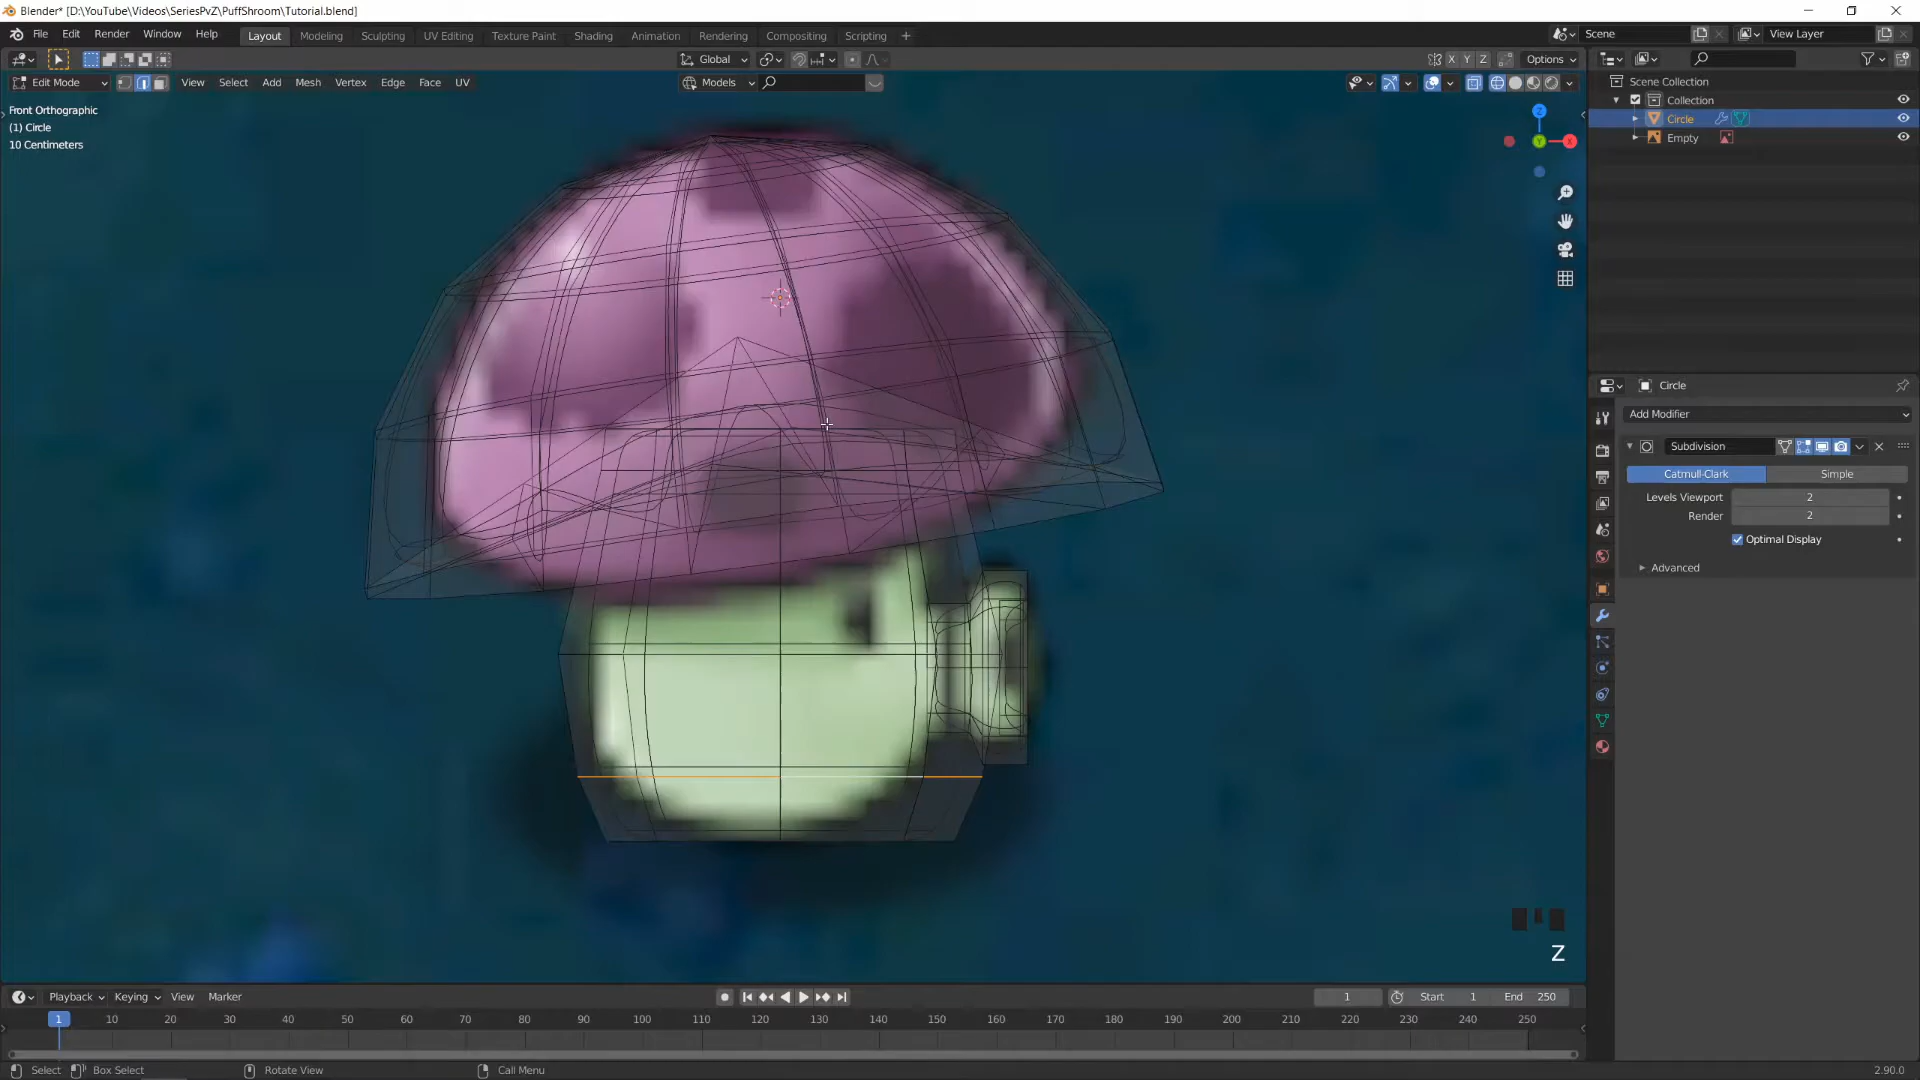 Blender* [D:\YouTube\Videos\SeriesPvZ\PuffShroom\Tutorial.blend]
File Edit Render Window Help Layout Modeling Sculpting UV Editing Texture Paint Shading Animation Rendering Compositing Scripting + Scene View Layer
Global X Y Z Options
Edit Mode View Select Add Mesh Vertex Edge Face UV Models
Scene Collection
Collection
Circle
Empty
Front Orthographic
(1) Circle
10 Centimeters
Z
X
Y
Circle
Add Modifier
Subdivision
Catmull-Clark Simple
Levels Viewport 2
Render 2
Optimal Display
Advanced
Z
Playback Keying View Marker 1 Start 1 End 250
1 10 20 30 40 50 60 70 80 90 100 110 120 130 140 150 160 170 180 190 200 210 220 230 240 250
Select Box Select Rotate View Call Menu 2.90.0